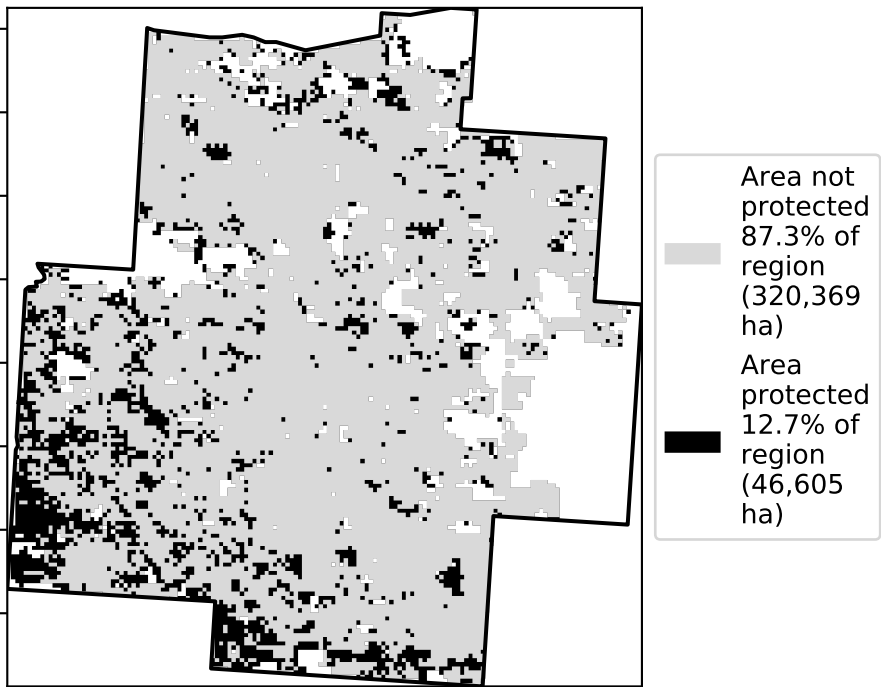 Area not
protected
87.3% of
region
(320,369
ha)
Area
protected
12.7% of
region
(46,605
ha)